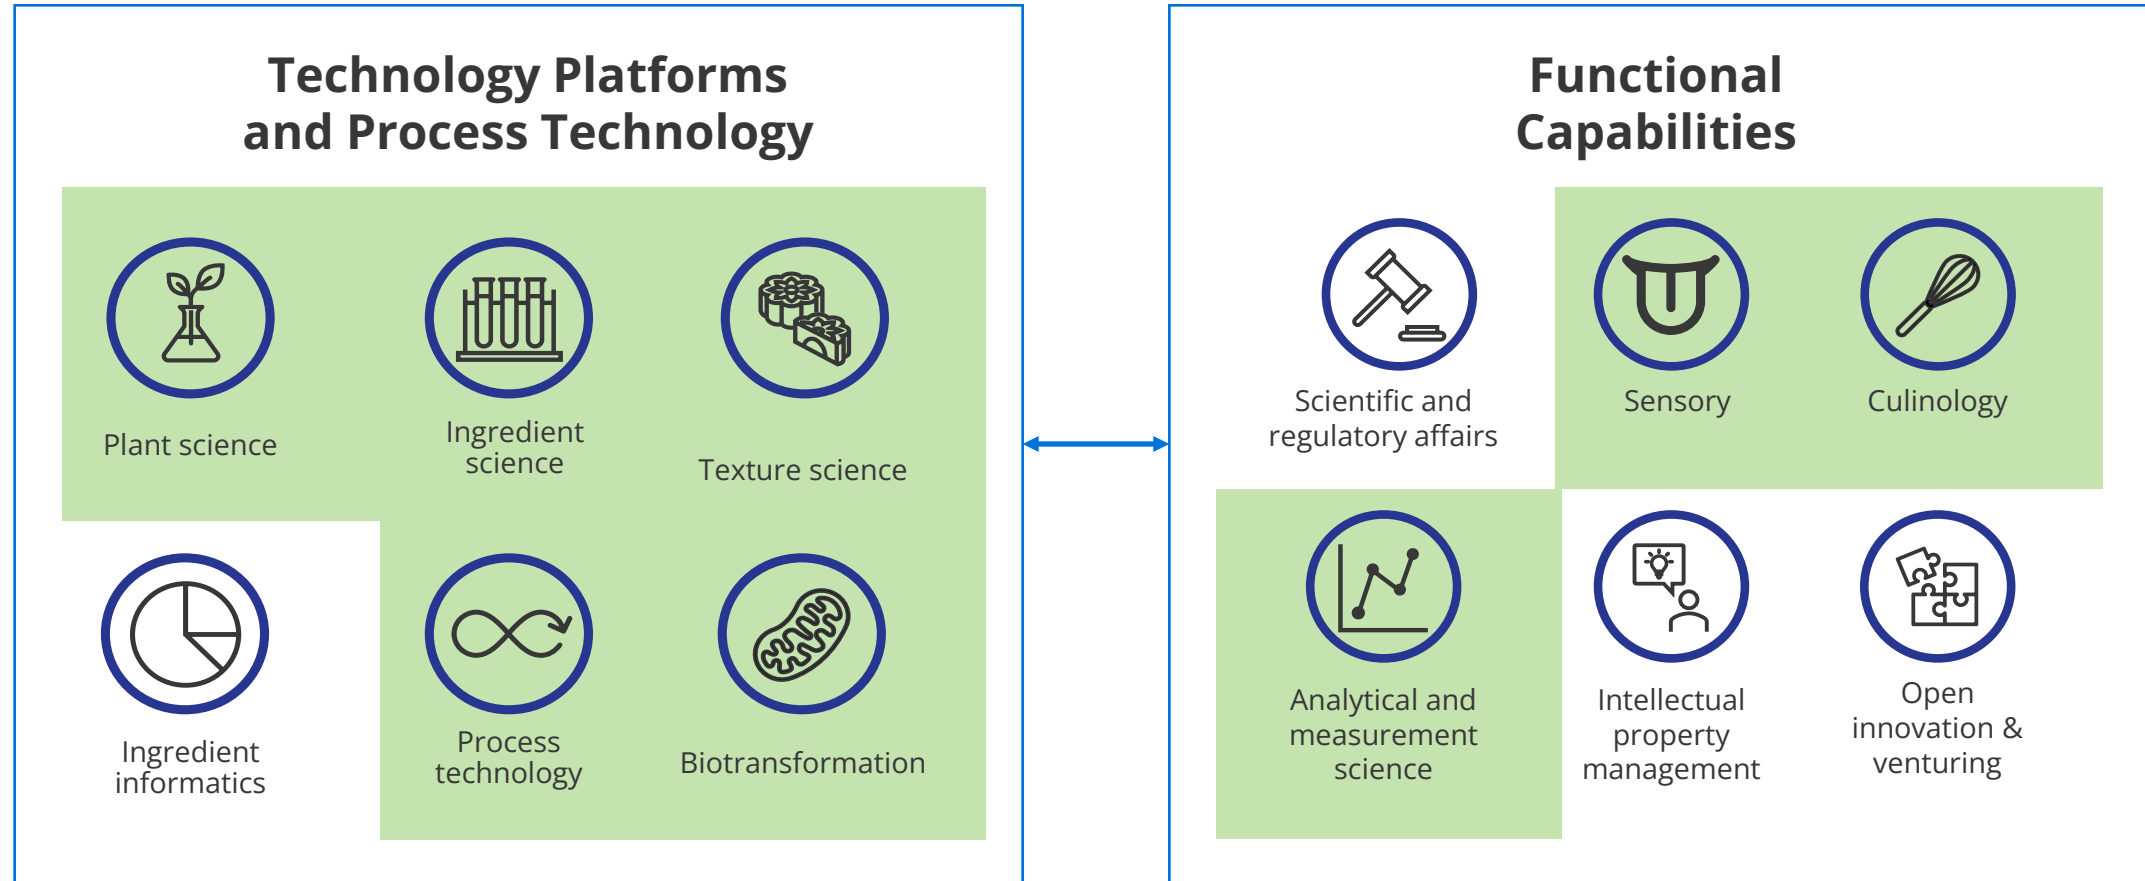 Technology Platforms
and Process Technology
Plant science
Ingredient
science
Texture science
Ingredient
informatics
Process
technology
Biotransformation
Functional
Capabilities
Scientific and
regulatory affairs
Sensory
Culinology
Analytical and
measurement
science
Intellectual
property
management
Open
innovation &
venturing